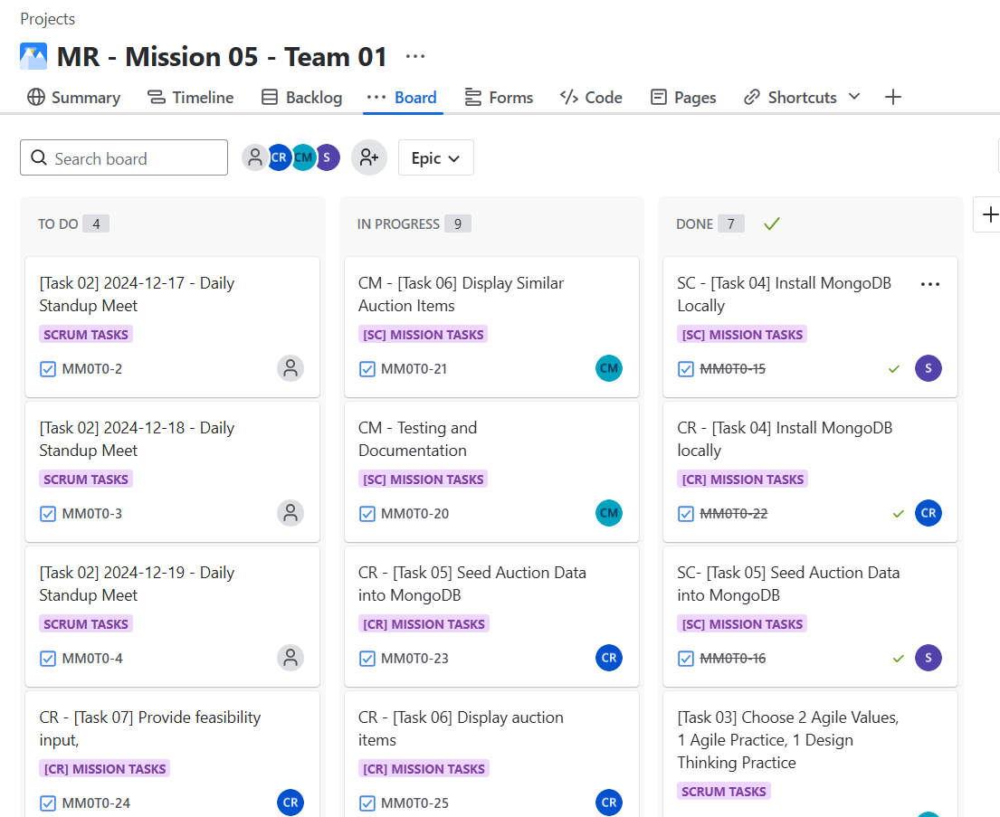 Projects
MR - Mission 05 - Team 01
Summary Timeline Backlog Board Forms Code Pages Shortcuts
Search board CR CM S Epic
TO DO 4
[Task 02] 2024-12-17 - Daily
Standup Meet
SCRUM TASKS
MM0T0-2
[Task 02] 2024-12-18 - Daily
Standup Meet
SCRUM TASKS
MM0T0-3
[Task 02] 2024-12-19 - Daily
Standup Meet
SCRUM TASKS
MM0T0-4
CR - [Task 07] Provide feasibility
input,
[CR] MISSION TASKS
MM0T0-24 CR
IN PROGRESS 9
CM - [Task 06] Display Similar
Auction Items
[SC] MISSION TASKS
MM0T0-21 CM
CM - Testing and
Documentation
[SC] MISSION TASKS
MM0T0-20 CM
CR - [Task 05] Seed Auction Data
into MongoDB
[CR] MISSION TASKS
MM0T0-23 CR
CR - [Task 06] Display auction
items
[CR] MISSION TASKS
MM0T0-25 CR
DONE 7
SC - [Task 04] Install MongoDB
Locally
[SC] MISSION TASKS
MM0T0-15 S
CR - [Task 04] Install MongoDB
locally
[CR] MISSION TASKS
MM0T0-22 CR
SC- [Task 05] Seed Auction Data
into MongoDB
[SC] MISSION TASKS
MM0T0-16 S
[Task 03] Choose 2 Agile Values,
1 Agile Practice, 1 Design
Thinking Practice
SCRUM TASKS